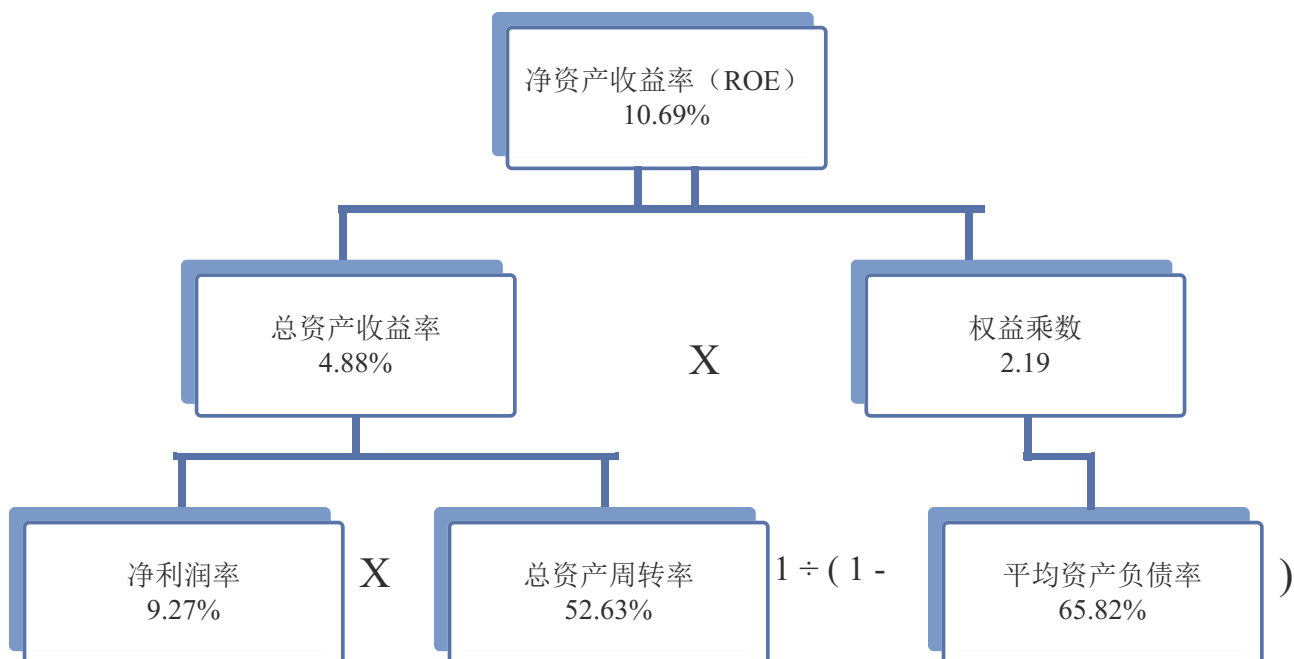 净资产收益率（ROE）
10.69%
总资产收益率
4.88%
X
权益乘数
2.19
净利润率
9.27%
X
总资产周转率
52.63%
1 ÷ ( 1 -
平均资产负债率
65.82%
)